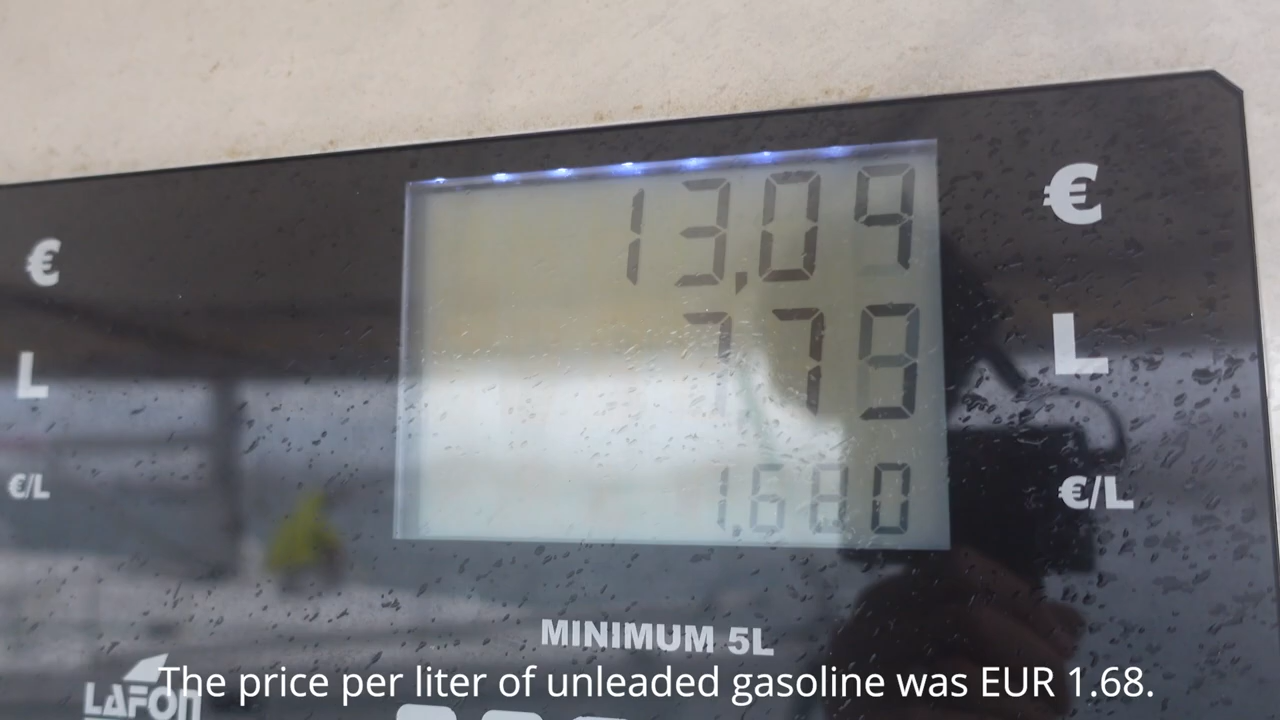 13,09
€
€
7,79
L
L
1,680
€/L
€/L
MINIMUM 5L
The price per liter of unleaded gasoline was EUR 1.68.
LAFON